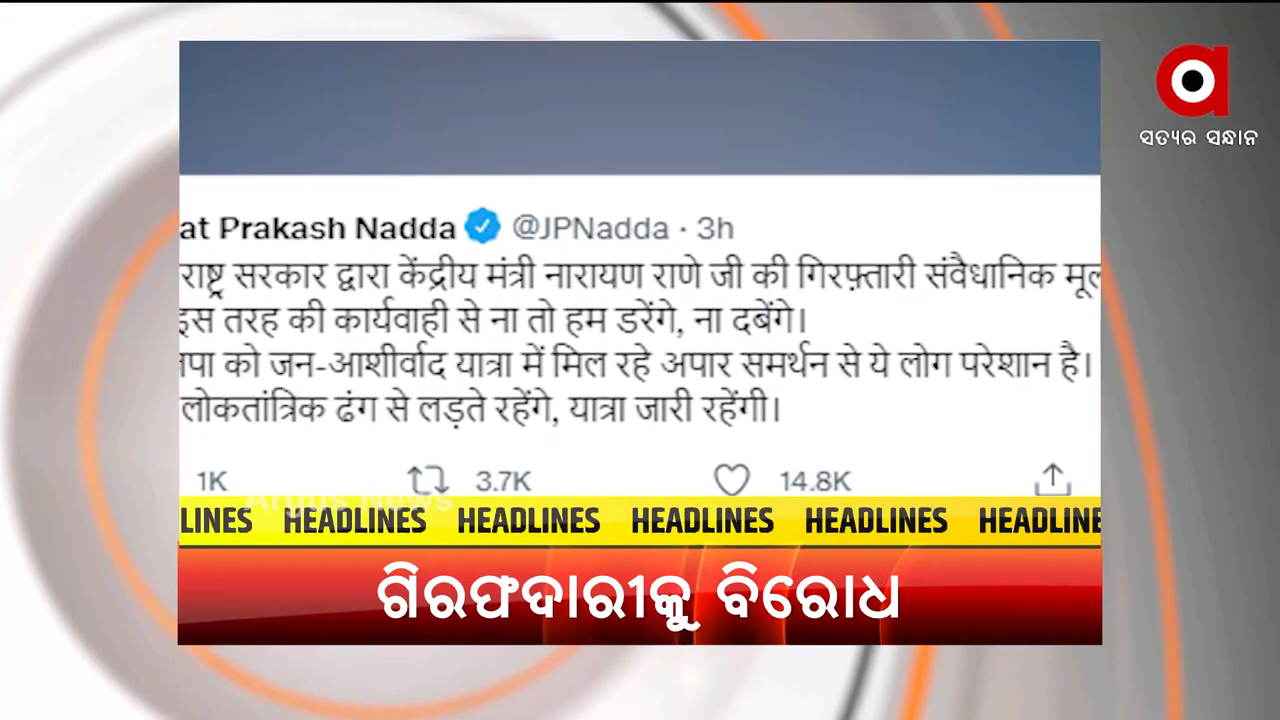 ସତ୍ୟର ସନ୍ଧାନ
at Prakash Nadda @JPNadda · 3h
राष्ट्र सरकार द्वारा केंद्रीय मंत्री नारायण राणे जी की गिरफ़्तारी संवैधानिक
इस तरह की कार्यवाही से ना तो हम डरेंगे, ना दबेंगे।
पा को जन-आशीर्वाद यात्रा में मिल रहे अपार समर्थन से ये लोग परेशान है।
लोकतांत्रिक ढंग से लड़ते रहेंगे, यात्रा जारी रहेंगी।
1K 3.7K 14.8K
Argus News
LINES HEADLINES HEADLINES HEADLINES HEADLINES HEADLINE
ଗିରଫଦାରୀକୁ ବିରୋଧ